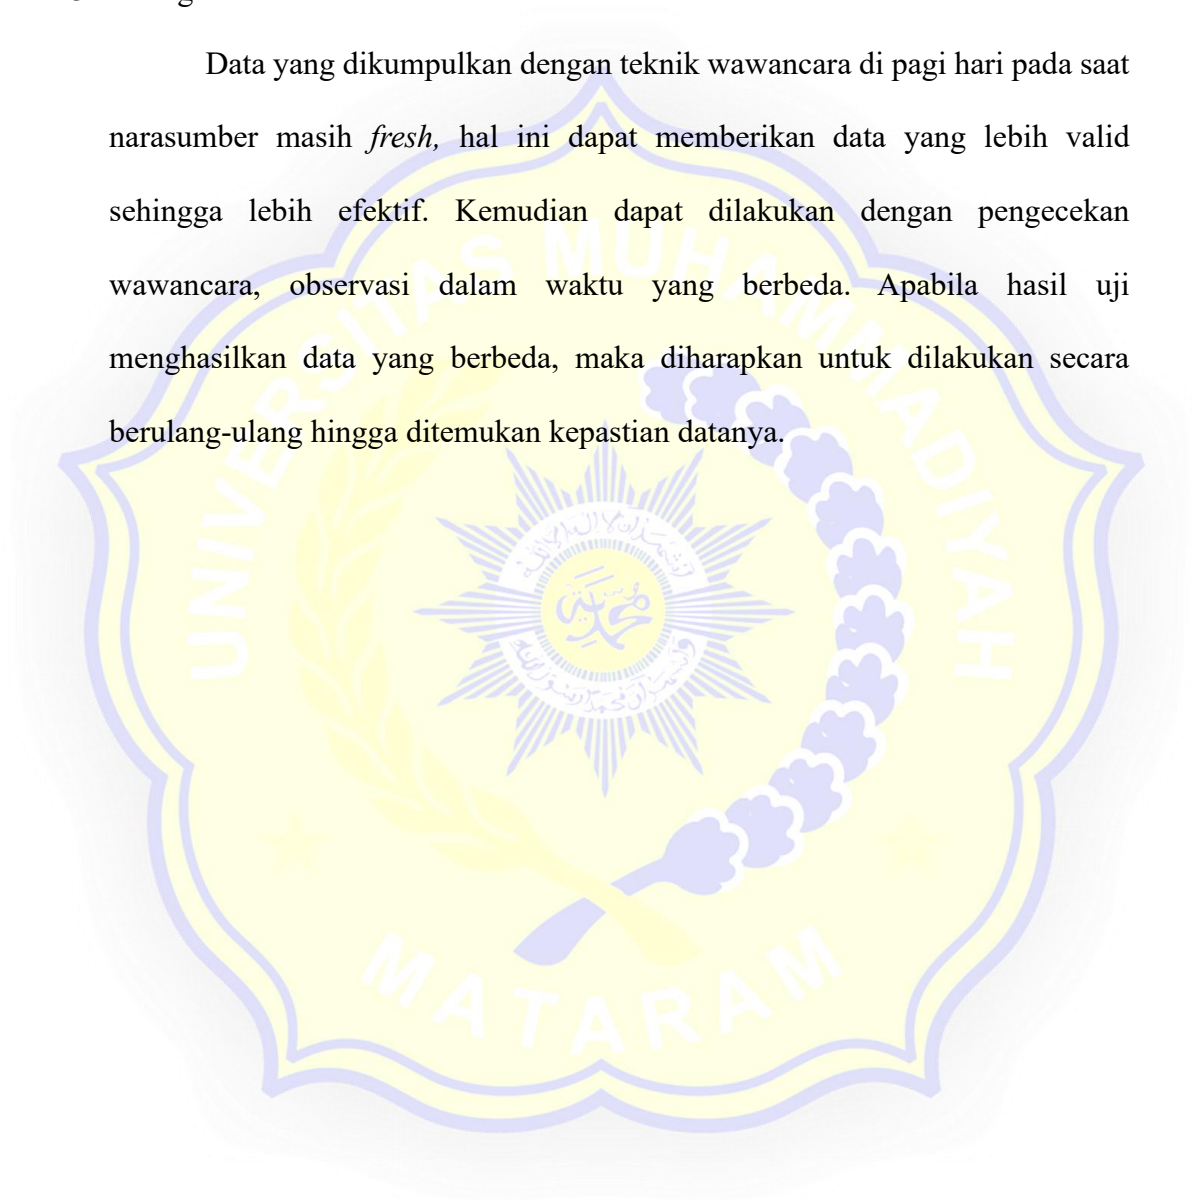 Data yang dikumpulkan dengan teknik wawancara di pagi hari pada saat
narasumber masih fresh, hal ini dapat memberikan data yang lebih valid
sehingga lebih efektif. Kemudian dapat dilakukan dengan pengecekan
wawancara, observasi dalam waktu yang berbeda. Apabila hasil uji
menghasilkan data yang berbeda, maka diharapkan untuk dilakukan secara
berulang-ulang hingga ditemukan kepastian datanya.
UNIVERSITAS MUHAMMADIYAH
MATARAM